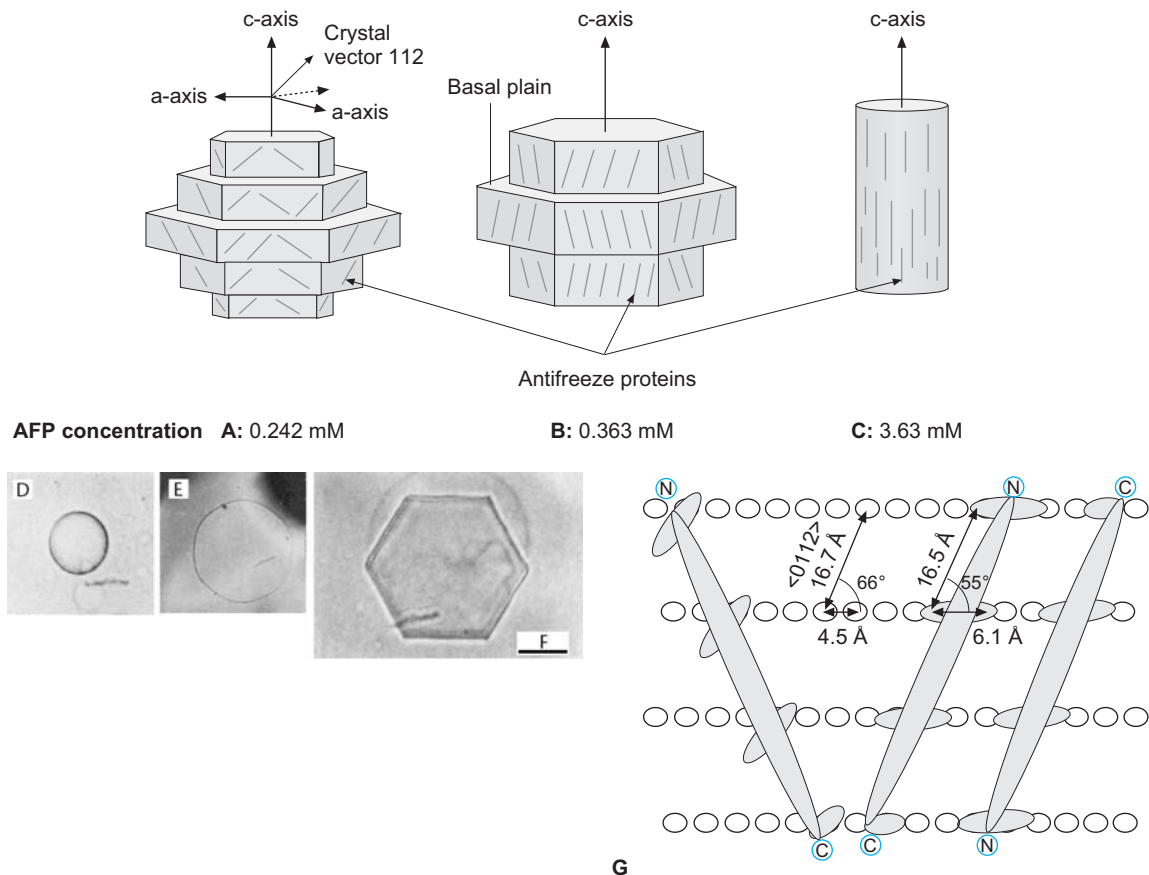 c-axis
Crystal
vector 112
a-axis
a-axis
c-axis
Basal plain
c-axis
Antifreeze proteins
AFP concentration A: 0.242 mM B: 0.363 mM C: 3.63 mM
D
E
F
N
N
C
<0112>
16.7 Å
66°
4.5 Å
16.5 Å
55°
6.1 Å
C
C
N
G